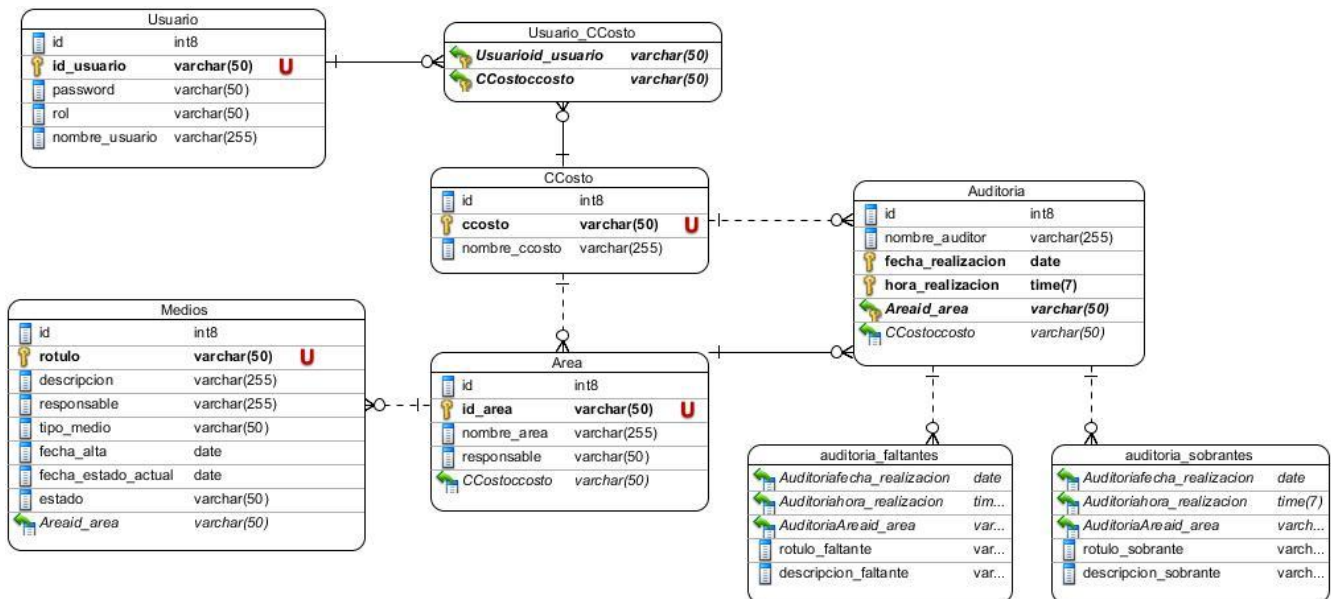 Usuario
id int8
id_usuario varchar(50) U
password varchar(50)
rol varchar(50)
nombre_usuario varchar(255)
Usuario_CCosto
Usuarioid_usuario varchar(50)
CCostoccosto varchar(50)
CCosto
id int8
ccosto varchar(50) U
nombre_ccosto varchar(255)
Auditoria
id int8
nombre_auditor varchar(255)
fecha_realizacion date
hora_realizacion time(7)
Areaid_area varchar(50)
CCostoccosto varchar(50)
Medios
id int8
rotulo varchar(50) U
descripcion varchar(255)
responsable varchar(255)
tipo_medio varchar(50)
fecha_alta date
fecha_estado_actual date
estado varchar(50)
Areaid_area varchar(50)
Area
id int8
id_area varchar(50) U
nombre_area varchar(255)
responsable varchar(50)
CCostoccosto varchar(50)
auditoria_faltantes
Auditoriafecha_realizacion date
Auditoriahora_realizacion tim...
AuditoriaAreaid_area var...
rotulo_faltante var...
descripcion_faltante var...
auditoria_sobrantes
Auditoriafecha_realizacion date
Auditoriahora_realizacion time(7)
AuditoriaAreaid_area varch...
rotulo_sobrante varch...
descripcion_sobrante varch...